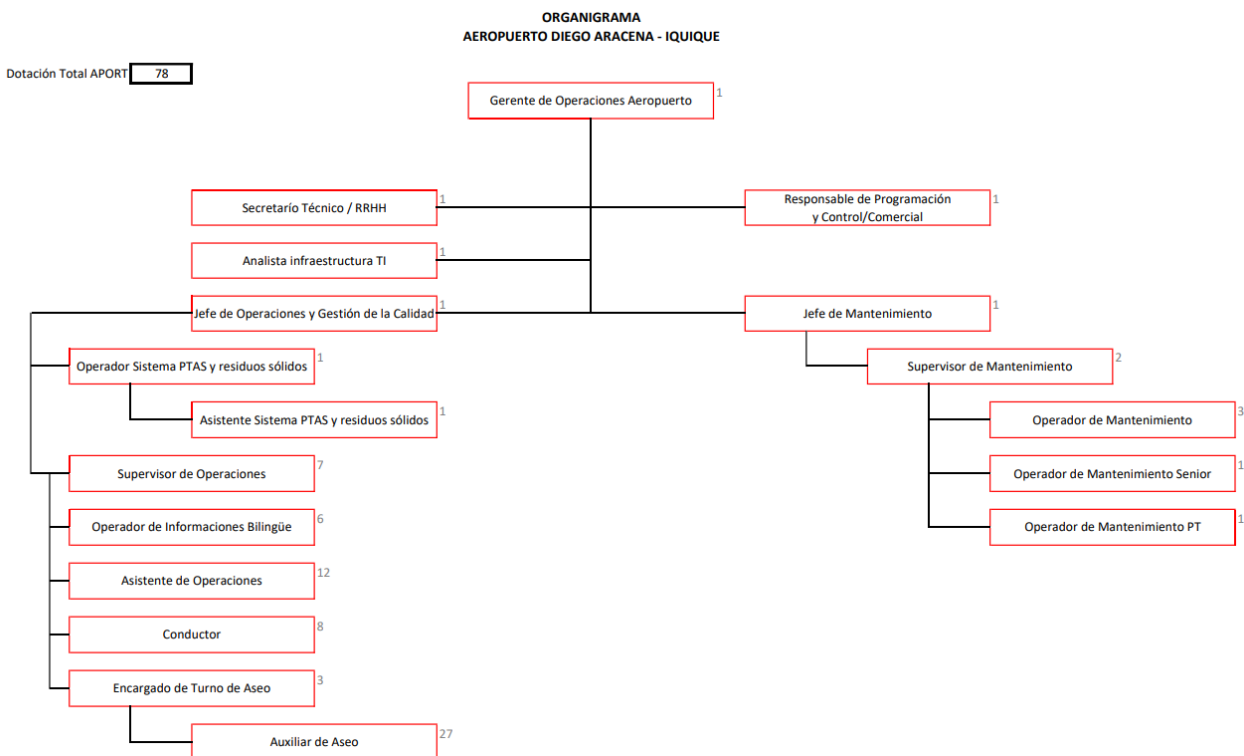 ORGANIGRAMA
AEROPUERTO DIEGO ARACENA - IQUIQUE
Dotación Total APORT 78
Gerente de Operaciones Aeropuerto 1
Secretarío Técnico / RRHH 1
Responsable de Programación 1
y Control/Comercial
Analista infraestructura TI 1
Jefe de Operaciones y Gestión de la Calidad 1
Jefe de Mantenimiento 1
Operador Sistema PTAS y residuos sólidos 1
Supervisor de Mantenimiento 2
Asistente Sistema PTAS y residuos sólidos 1
Operador de Mantenimiento 3
Supervisor de Operaciones 7
Operador de Mantenimiento Senior 1
Operador de Informaciones Bilingüe 6
Operador de Mantenimiento PT 1
Asistente de Operaciones 12
Conductor 8
Encargado de Turno de Aseo 3
Auxiliar de Aseo 27